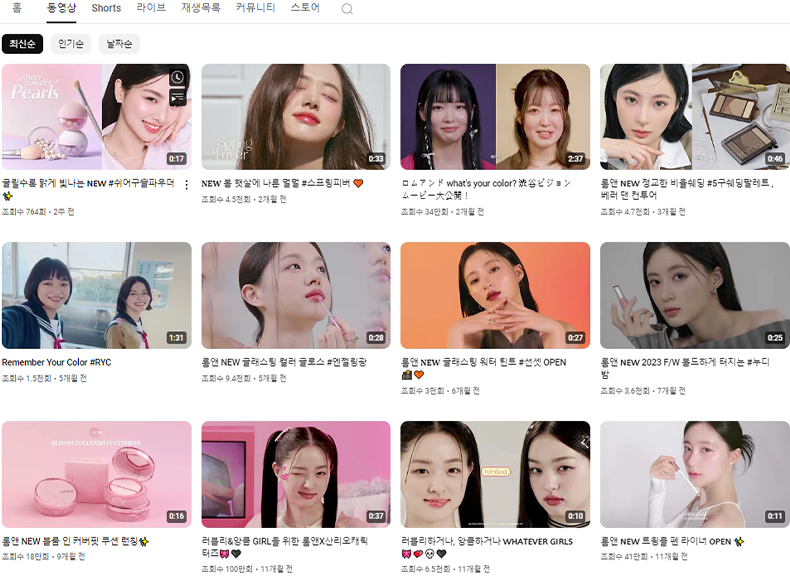 홈 동영상 Shorts 라이브 재생목록 커뮤니티 스토어
최신순 인기순 날짜순
sheer
powder
Pearls
0:17
Spring
Fever
0:33
2:37
0:46
굴릴수록 맑게 빛나는 NEW #쉬어구슬파우더
✨
조회수 764회 • 2주 전
NEW 봄 햇살에 나른 멀멀 #스프링피버 🧡
조회수 4.5천회 • 2개월 전
ロムアンド what's your color? 渋谷ビジョン
ムービー大公開！
조회수 34만회 • 2개월 전
롬앤 NEW 정교한 비율쉐딩 #5구쉐딩팔레트,
베러 댄 컨투어
조회수 4.7천회 • 3개월 전
1:31
0:28
0:27
0:25
Remember Your Color #RYC
조회수 1.5천회 • 5개월 전
롬앤 NEW 글래스팅 컬러 글로스 #엔젤링광
조회수 9.4천회 • 5개월 전
롬앤 NEW 글래스팅 워터 틴트 #선셋 OPEN
🌇🧡
조회수 3천회 • 6개월 전
롬앤 NEW 2023 F/W 볼드하게 터지는 #누디
밤
조회수 3.6천회 • 7개월 전
BLOOM IN COVERFIT CUSHION
0:16
0:37
rom&nd
0:10
0:11
롬앤 NEW 블룸 인 커버핏 쿠션 런칭✨
조회수 18만회 • 9개월 전
러블리&앙큼 GIRL을 위한 롬앤X산리오캐릭
터즈🎀🖤
조회수 100만회 • 11개월 전
러블리하거나, 앙큼하거나 WHATEVER GIRLS
🎀💗💀🖤
조회수 6.5천회 • 11개월 전
롬앤 NEW 트윙클 펜 라이너 OPEN ✨
조회수 41만회 • 11개월 전